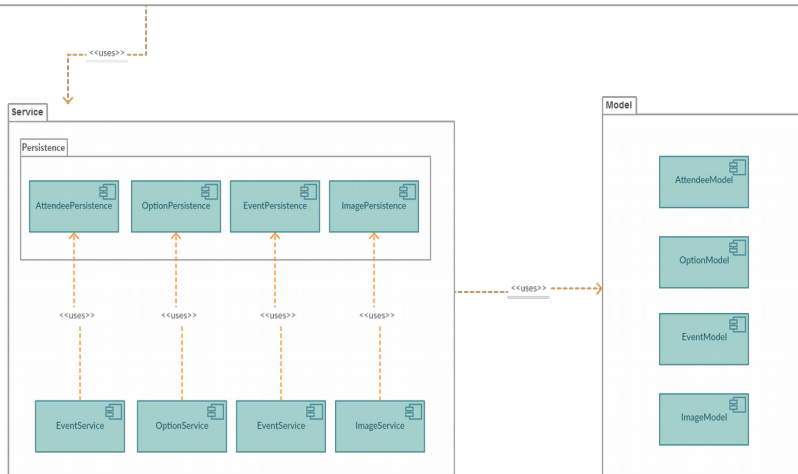 <<uses>>
Service
Model
Persistence
AttendeePersistence
OptionPersistence
EventPersistence
ImagePersistence
AttendeeModel
OptionModel
<<uses>>
<<uses>>
<<uses>>
<<uses>>
<<uses>>
EventModel
EventService
OptionService
EventService
ImageService
ImageModel